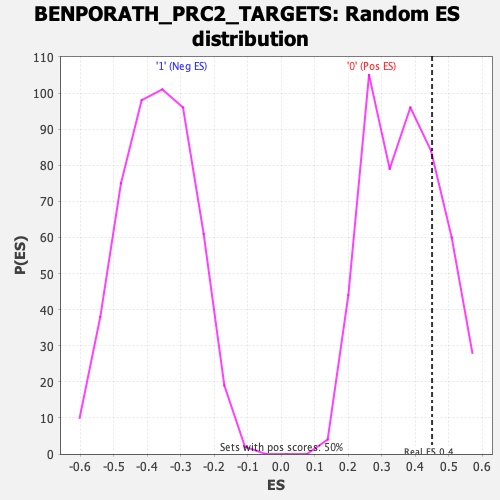 BENPORATH_PRC2_TARGETS: Random ES
distribution
'1' (Neg ES)
'0' (Pos ES)
P(ES)
110
100
90
80
70
60
50
40
30
20
10
0
Sets with pos scores: 50%
Real ES 0.4
-0.6 -0.5 -0.4 -0.3 -0.2 -0.1 0.0 0.1 0.2 0.3 0.4 0.5 0.6
ES